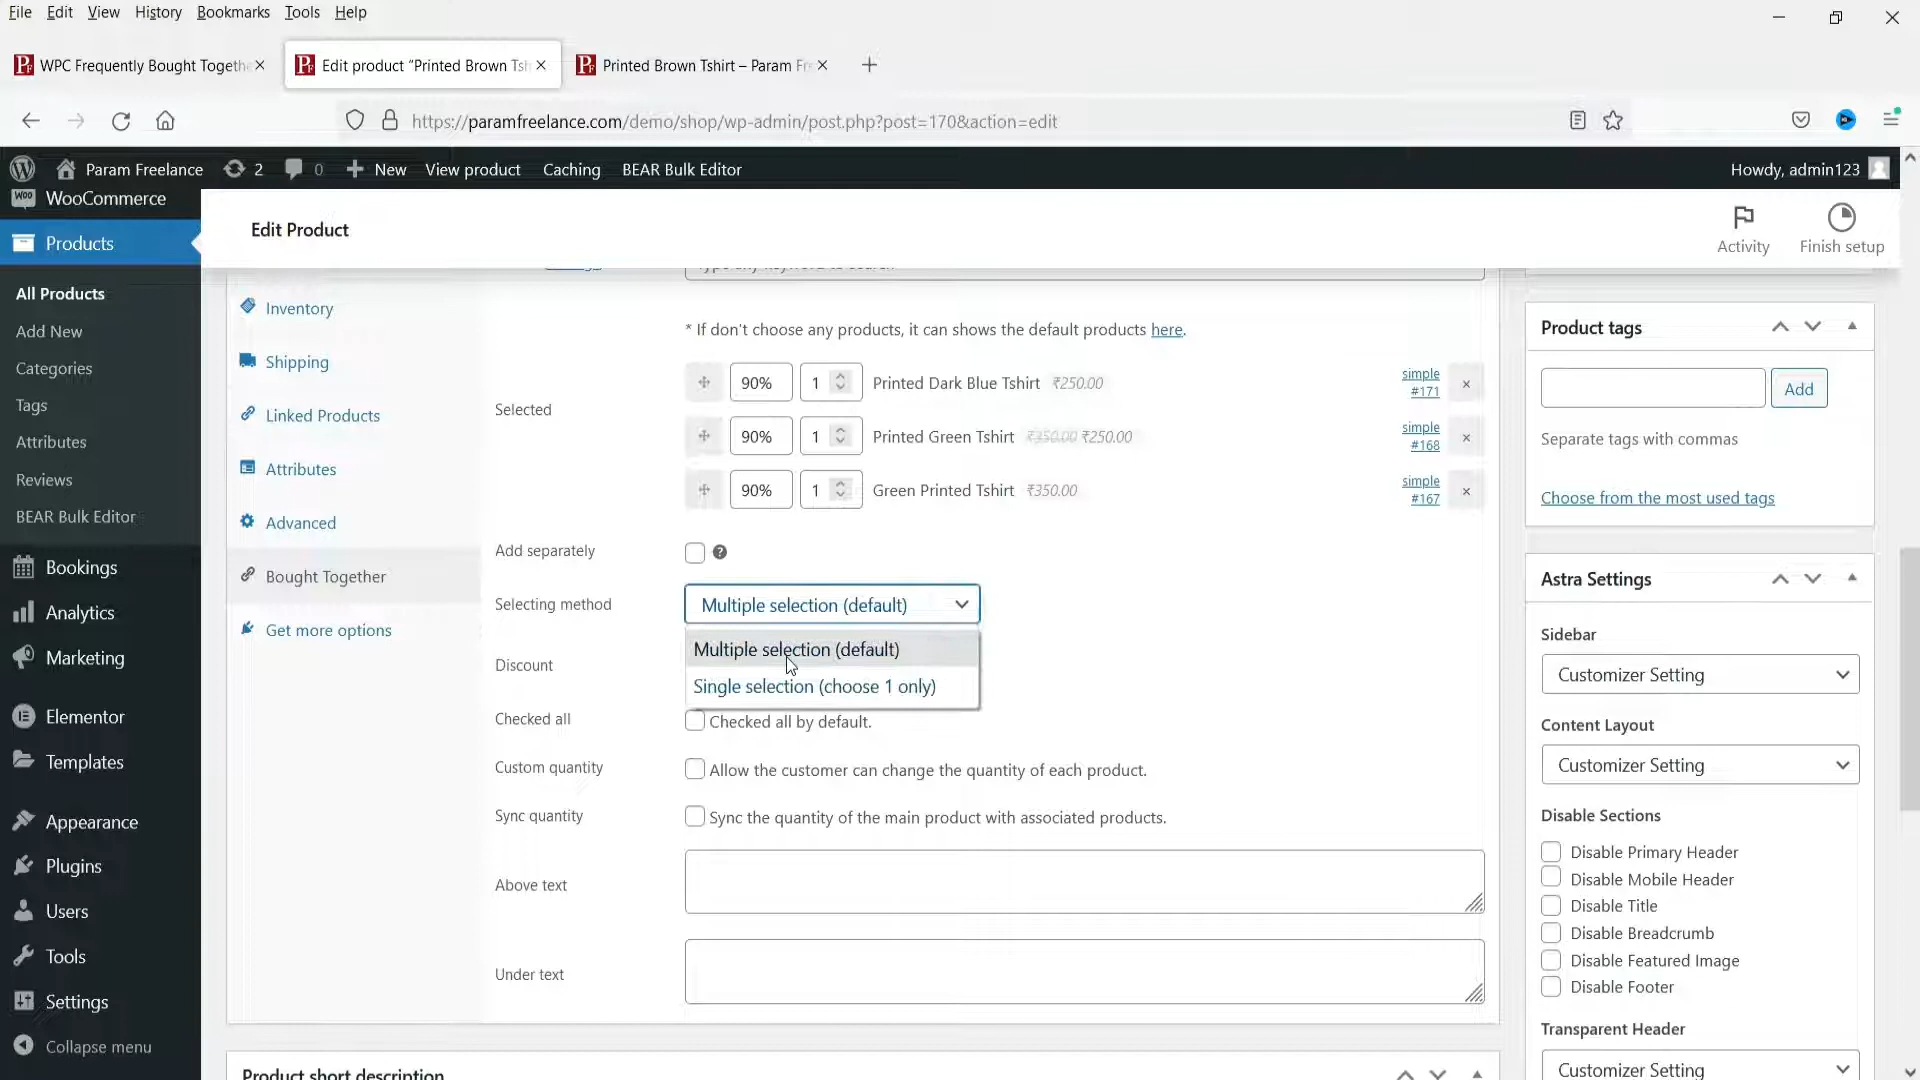 File Edit View History Bookmarks Tools Help
WPC Frequently Bought Togethe
Edit product “Printed Brown Tsh
Printed Brown Tshirt – Param Fr
https://paramfreelance.com/demo/shop/wp-admin/post.php?post=170&action=edit
Param Freelance 2 0 New View product Caching BEAR Bulk Editor Howdy, admin123
WooCommerce
Products
All Products
Add New
Categories
Tags
Attributes
Reviews
BEAR Bulk Editor
Bookings
Analytics
Marketing
Elementor
Templates
Appearance
Plugins
Users
Tools
Settings
Collapse menu
Edit Product
Activity
Finish setup
Inventory
Shipping
Linked Products
Attributes
Advanced
Bought Together
Get more options
Type any keyword to search
* If don't choose any products, it can shows the default products here.
Selected
90% 1 Printed Dark Blue Tshirt ₹250.00 simple #171 ×
90% 1 Printed Green Tshirt ₹350.00 ₹250.00 simple #168 ×
90% 1 Green Printed Tshirt ₹350.00 simple #167 ×
Add separately ?
Selecting method Multiple selection (default)
Multiple selection (default)
Single selection (choose 1 only)
Discount
Checked all Checked all by default.
Custom quantity Allow the customer can change the quantity of each product.
Sync quantity Sync the quantity of the main product with associated products.
Above text
Under text
Product short description
Product tags
Add
Separate tags with commas
Choose from the most used tags
Astra Settings
Sidebar
Customizer Setting
Content Layout
Customizer Setting
Disable Sections
Disable Primary Header
Disable Mobile Header
Disable Title
Disable Breadcrumb
Disable Featured Image
Disable Footer
Transparent Header
Customizer Setting